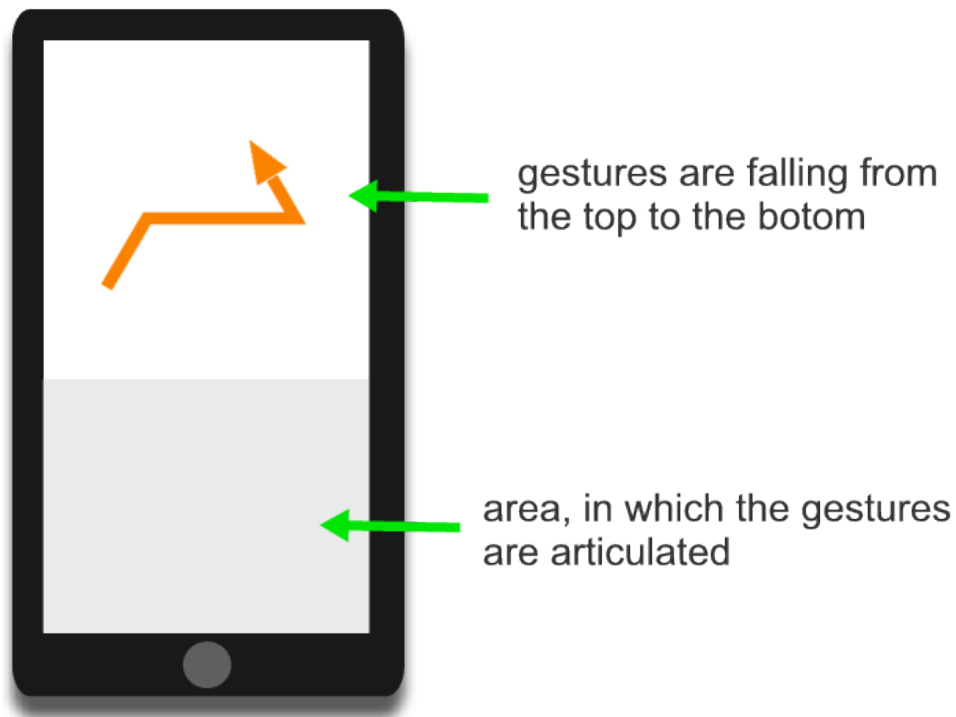 gestures are falling from
the top to the botom
area, in which the gestures
are articulated